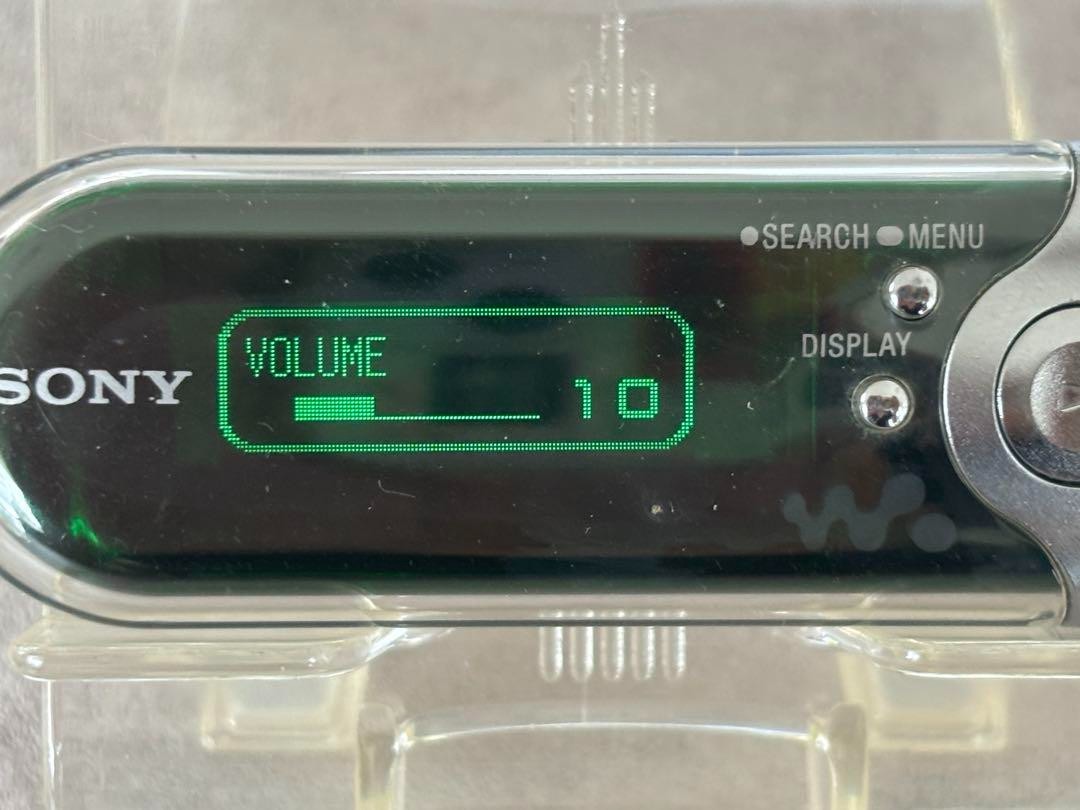 ●SEARCH ⬬MENU
DISPLAY
SONY
VOLUME
10